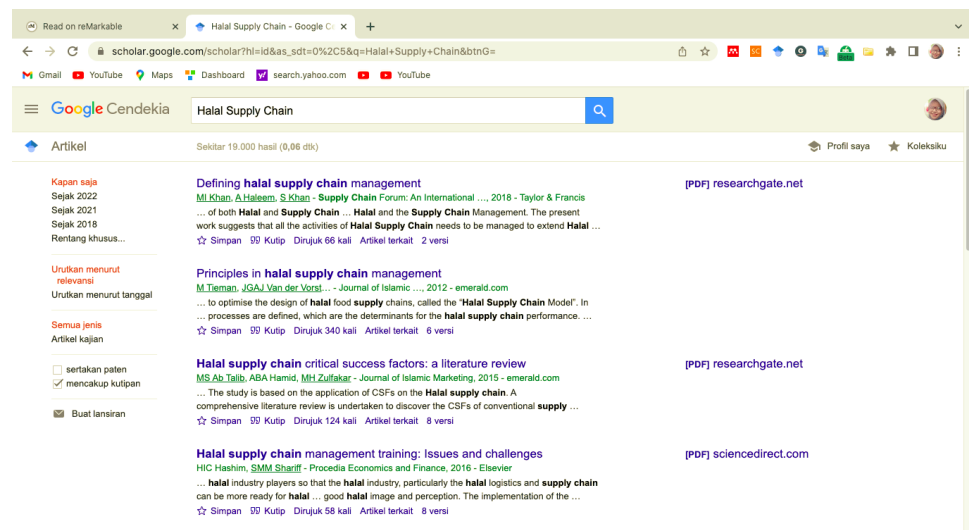 Read on reMarkable
Halal Supply Chain - Google Ce
scholar.google.com/scholar?hl=id&as_sdt=0%2C5&q=Halal+Supply+Chain&btnG=
Gmail YouTube Maps Dashboard search.yahoo.com YouTube
Google Cendekia
Halal Supply Chain
Artikel
Sekitar 19.000 hasil (0,06 dtk)
Profil saya
Koleksiku
Kapan saja
Sejak 2022
Sejak 2021
Sejak 2018
Rentang khusus...
Urutkan menurut
relevansi
Urutkan menurut tanggal
Semua jenis
Artikel kajian
sertakan paten
mencakup kutipan
Buat lansiran
Defining halal supply chain management
MI Khan, A Haleem, S Khan - Supply Chain Forum: An International …, 2018 - Taylor & Francis
… of both Halal and Supply Chain … Halal and the Supply Chain Management. The present
work suggests that all the activities of Halal Supply Chain needs to be managed to extend Halal …
Simpan Kutip Dirujuk 66 kali Artikel terkait 2 versi
[PDF] researchgate.net
Principles in halal supply chain management
M Tieman, JGAJ Van der Vorst… - Journal of Islamic …, 2012 - emerald.com
… to optimise the design of halal food supply chains, called the “Halal Supply Chain Model”. In
… processes are defined, which are the determinants for the halal supply chain performance. …
Simpan Kutip Dirujuk 340 kali Artikel terkait 6 versi
Halal supply chain critical success factors: a literature review
MS Ab Talib, ABA Hamid, MH Zulfakar - Journal of Islamic Marketing, 2015 - emerald.com
… The study is based on the application of CSFs on the Halal supply chain. A
comprehensive literature review is undertaken to discover the CSFs of conventional supply …
Simpan Kutip Dirujuk 124 kali Artikel terkait 8 versi
[PDF] researchgate.net
Halal supply chain management training: Issues and challenges
HIC Hashim, SMM Shariff - Procedia Economics and Finance, 2016 - Elsevier
… halal industry players so that the halal industry, particularly the halal logistics and supply chain
can be more ready for halal … good halal image and perception. The implementation of the …
Simpan Kutip Dirujuk 58 kali Artikel terkait 8 versi
[PDF] sciencedirect.com